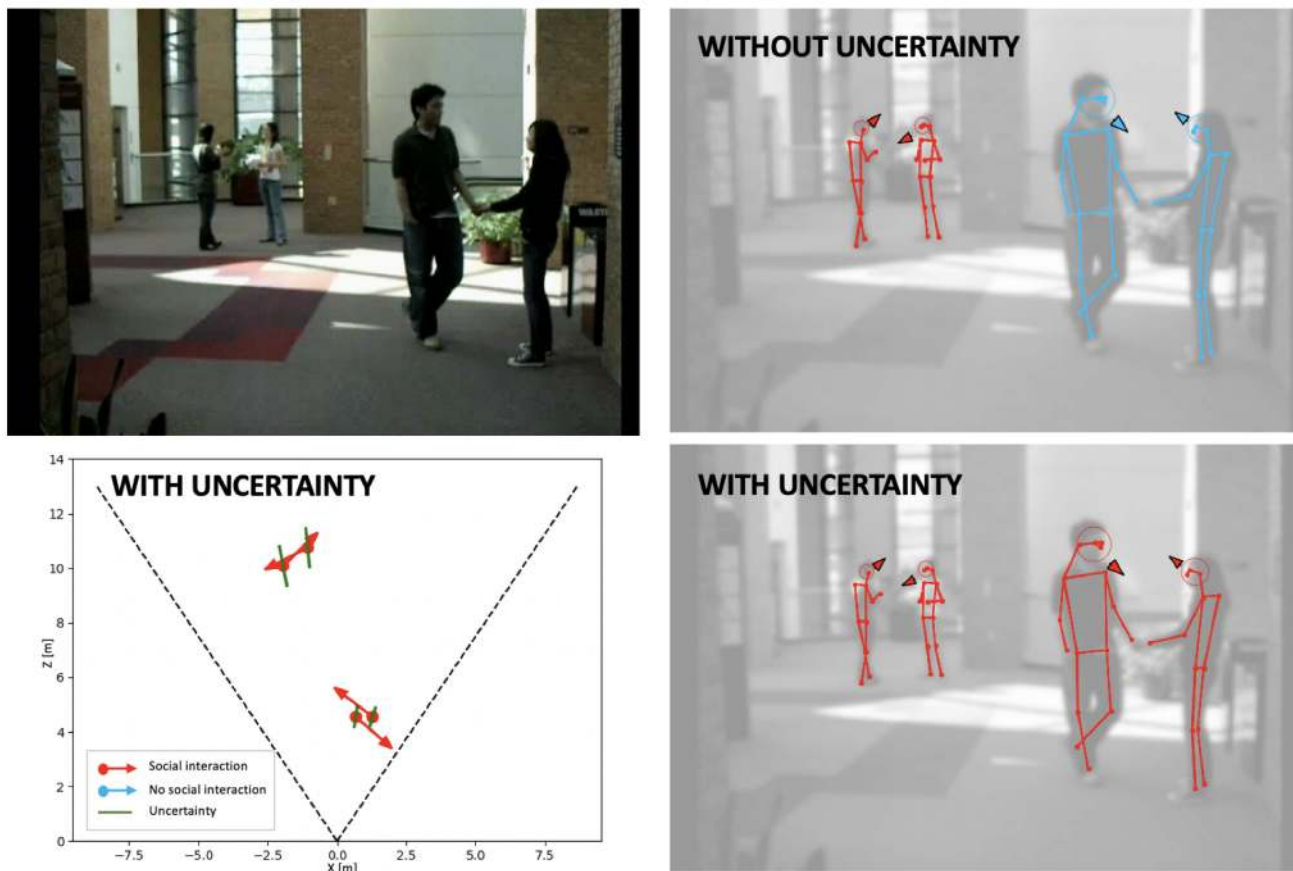 WITHOUT UNCERTAINTY
WITH UNCERTAINTY
14
12
10
8
6
4
2
0
Z [m]
Social interaction
No social interaction
Uncertainty
−7.5
−5.0
−2.5
0.0
2.5
5.0
7.5
X [m]
WITH UNCERTAINTY